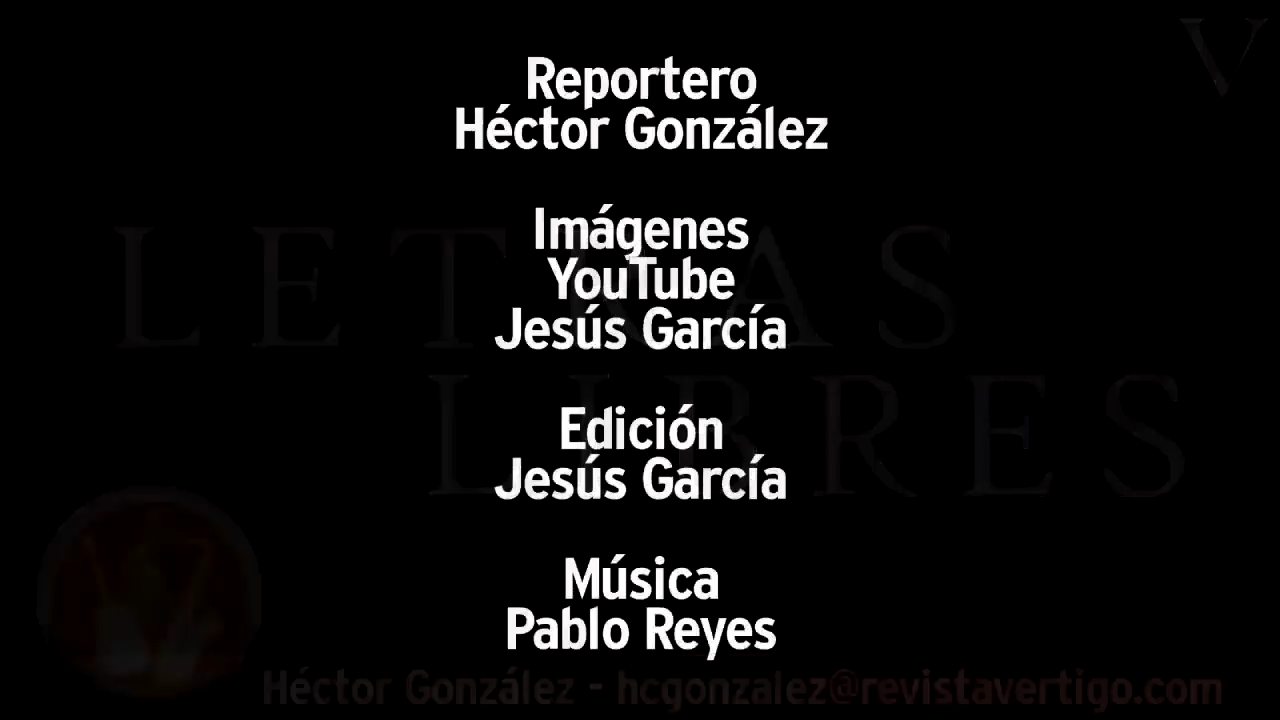 V
Reportero
Héctor González
Imágenes
YouTube
Jesús García
Edición
Jesús García
Música
Pablo Reyes
LETRAS
LIBRES
Héctor González - hcgonzalez@revistavertigo.com